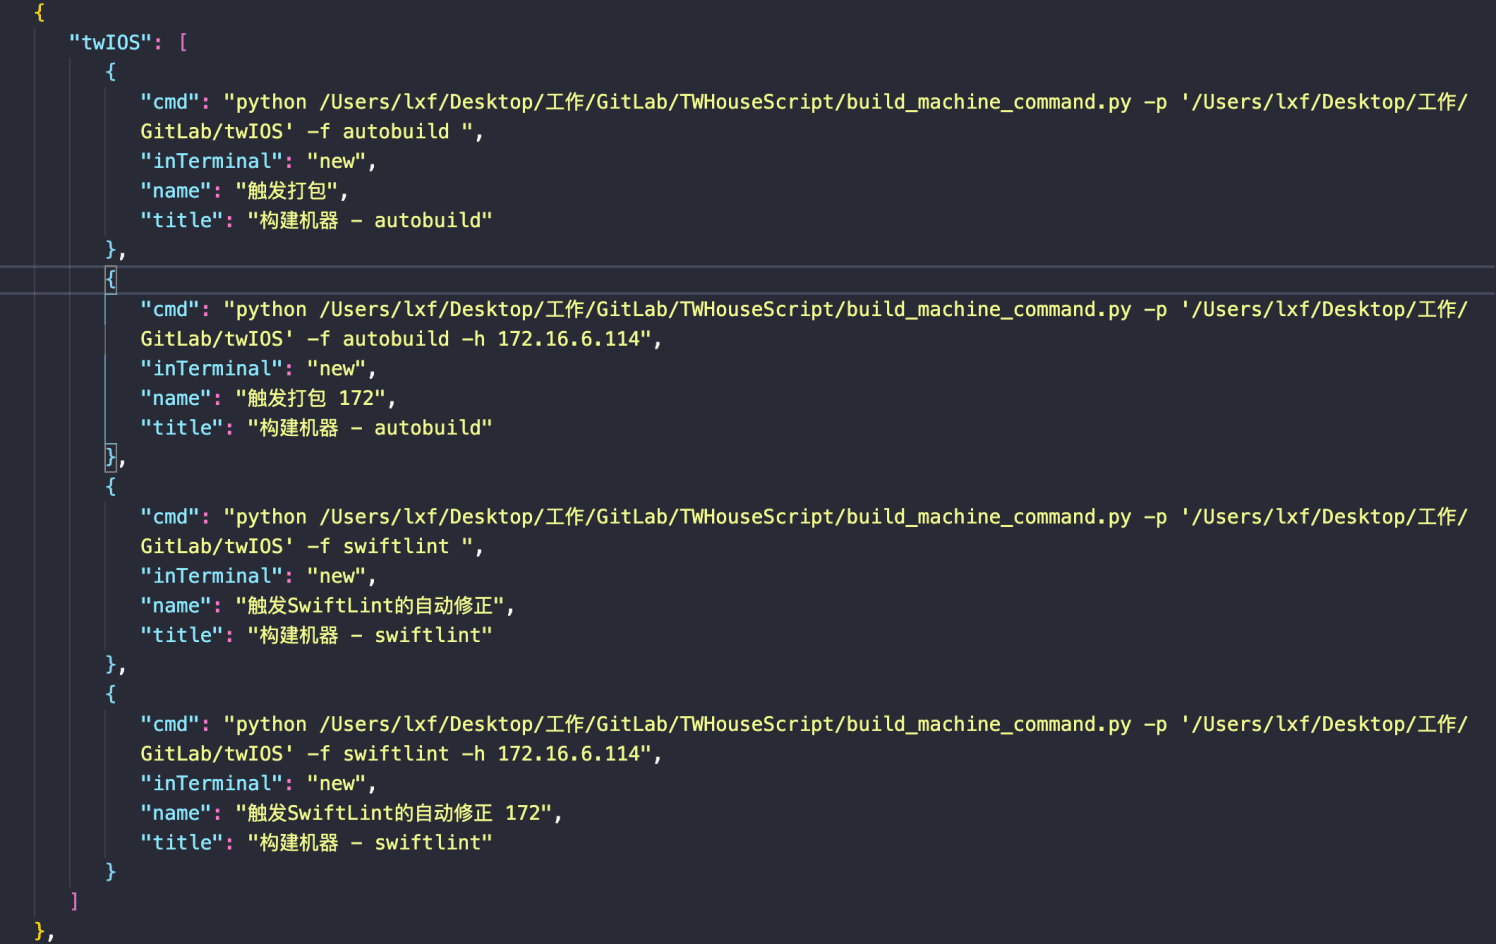 {
"twIOS": [
{
"cmd": "python /Users/lxf/Desktop/工作/GitLab/TWHouseScript/build_machine_command.py -p '/Users/lxf/Desktop/工作/
GitLab/twIOS' -f autobuild ",
"inTerminal": "new",
"name": "触发打包",
"title": "构建机器 - autobuild"
},
{
"cmd": "python /Users/lxf/Desktop/工作/GitLab/TWHouseScript/build_machine_command.py -p '/Users/lxf/Desktop/工作/
GitLab/twIOS' -f autobuild -h 172.16.6.114",
"inTerminal": "new",
"name": "触发打包 172",
"title": "构建机器 - autobuild"
},
{
"cmd": "python /Users/lxf/Desktop/工作/GitLab/TWHouseScript/build_machine_command.py -p '/Users/lxf/Desktop/工作/
GitLab/twIOS' -f swiftlint ",
"inTerminal": "new",
"name": "触发SwiftLint的自动修正",
"title": "构建机器 - swiftlint"
},
{
"cmd": "python /Users/lxf/Desktop/工作/GitLab/TWHouseScript/build_machine_command.py -p '/Users/lxf/Desktop/工作/
GitLab/twIOS' -f swiftlint -h 172.16.6.114",
"inTerminal": "new",
"name": "触发SwiftLint的自动修正 172",
"title": "构建机器 - swiftlint"
}
]
},